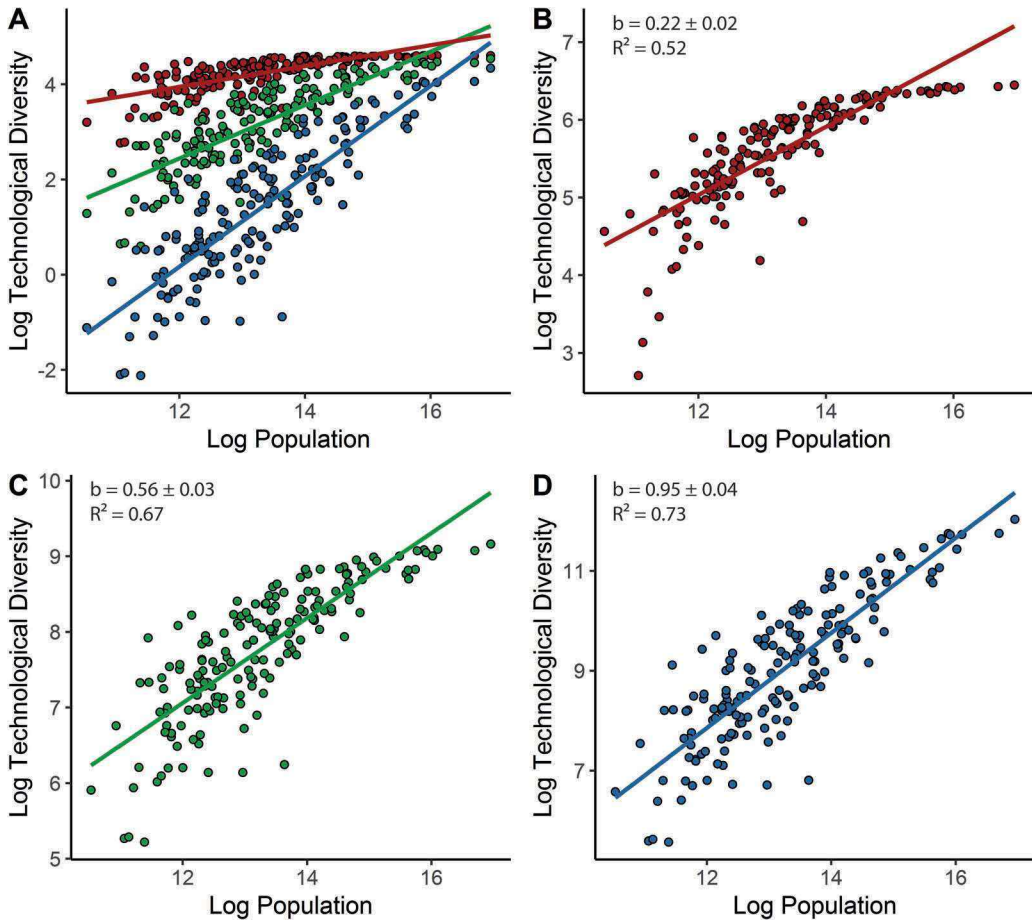 A
Log Technological Diversity
4
2
0
-2
12
14
16
Log Population
B
b = 0.22 ± 0.02
R² = 0.52
Log Technological Diversity
7
6
5
4
3
12
14
16
Log Population
C
b = 0.56 ± 0.03
R² = 0.67
Log Technological Diversity
10
9
8
7
6
5
12
14
16
Log Population
D
b = 0.95 ± 0.04
R² = 0.73
Log Technological Diversity
11
9
7
12
14
16
Log Population